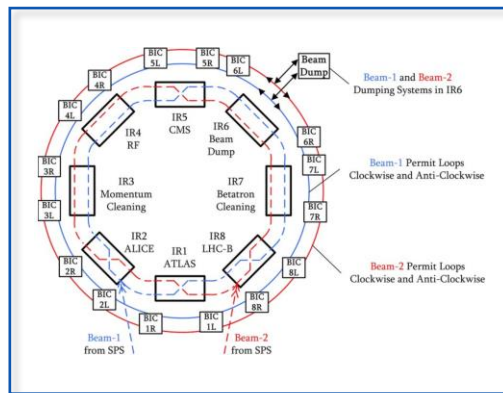 BIC
5L
BIC
5R
BIC
6L
Beam
Dump
BIC
4R
BIC
4L
IR5
CMS
Beam-1 and Beam-2
Dumping Systems in IR6
IR4
RF
IR6
Beam
Dump
BIC
6R
BIC
3R
BIC
7L
Beam-1 Permit Loops
Clockwise and Anti-Clockwise
IR3
Momentum
Cleaning
IR7
Betatron
Cleaning
BIC
3L
BIC
7R
IR2
ALICE
IR1
ATLAS
IR8
LHC-B
BIC
2R
BIC
8L
Beam-2 Permit Loops
Clockwise and Anti-Clockwise
BIC
2L
BIC
8R
BIC
1R
BIC
1L
Beam-1
from SPS
Beam-2
from SPS